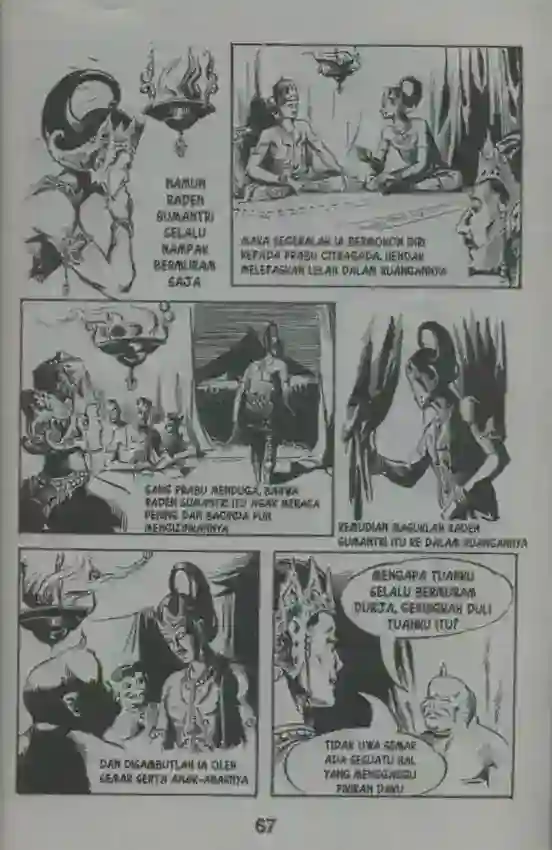 NAMUN
RADEN
SUMANTRI
SELALU
NAMPAK
BERMURAM
SAJA
MAKA SEGERALAH IA BERMOHON DIRI
KEPADA PRABU CITRAGADA, HENDAK
MELEPASKAN LELAH DALAM RUANGANNYA
SANG PRABU MENDUGA, BAHWA
RADEN SUMANTRI ITU AGAK MERASA
PENING DAN BAGINDA PUN
MENGIZINKANNYA
KEMUDIAN MASUKLAH RADEN
SUMANTRI ITU KE DALAM RUANGANNYA
DAN DISAMBUTLAH IA OLEH
SEMAR SERTA ANAK-ANAKNYA
MENGAPA TUANKU
SELALU BERMURAM
DURJA, GERINGKAH DULI
TUANKU ITU?
TIDAK UWA SEMAR
ADA SESUATU HAL
YANG MENGGANGGU
PIKIRAN DAKU
67